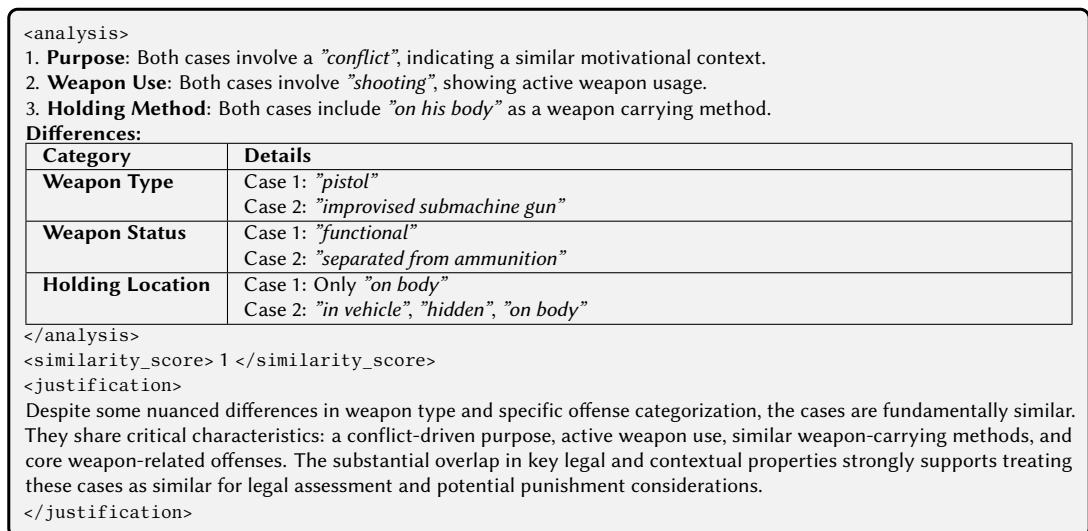 <analysis>
1. Purpose: Both cases involve a ”conflict”, indicating a similar motivational context.
2. Weapon Use: Both cases involve ”shooting”, showing active weapon usage.
3. Holding Method: Both cases include ”on his body” as a weapon carrying method.
Differences:
Category Details
Weapon Type Case 1: ”pistol”
Case 2: ”improvised submachine gun”
Weapon Status Case 1: ”functional”
Case 2: ”separated from ammunition”
Holding Location Case 1: Only ”on body”
Case 2: ”in vehicle”, ”hidden”, ”on body”
</analysis>
<similarity_score> 1 </similarity_score>
<justification>
Despite some nuanced differences in weapon type and specific offense categorization, the cases are fundamentally similar.
They share critical characteristics: a conflict-driven purpose, active weapon use, similar weapon-carrying methods, and
core weapon-related offenses. The substantial overlap in key legal and contextual properties strongly supports treating
these cases as similar for legal assessment and potential punishment considerations.
</justification>